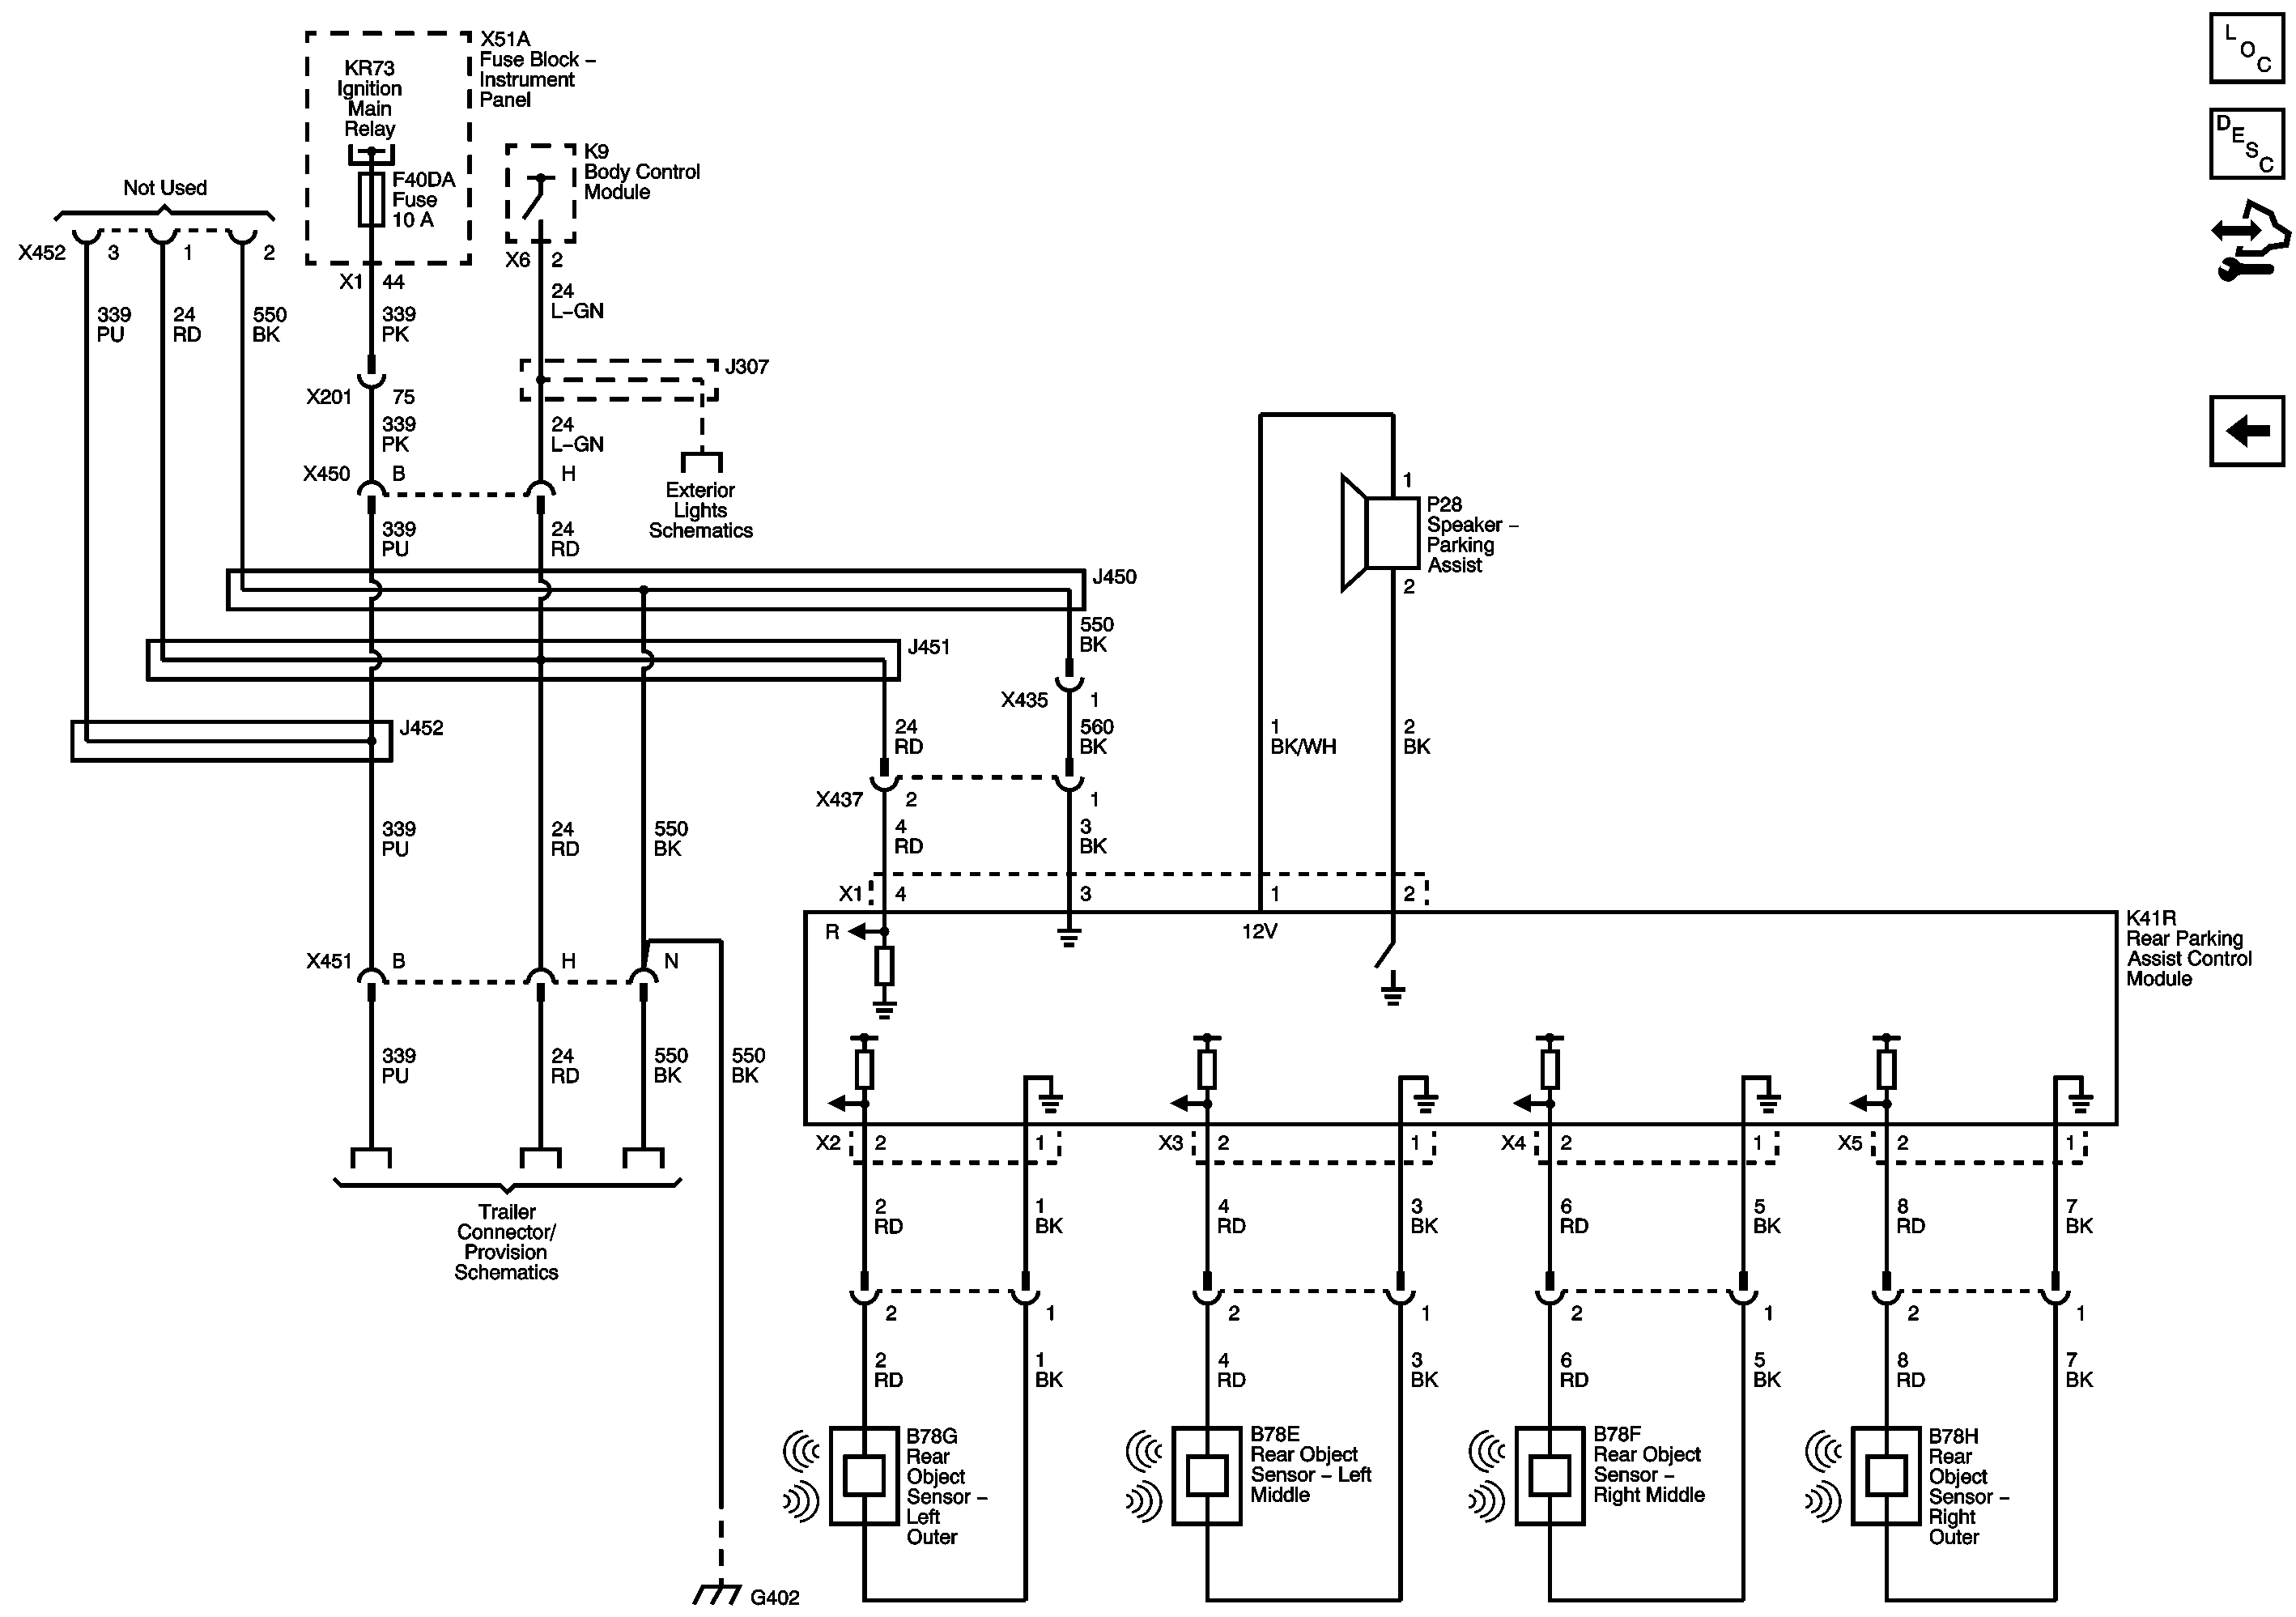 X51A
Fuse Block –
Instrument
Panel
KR73
Ignition
Main
Relay
F40DA
Fuse
10 A
X1 44
K9
Body Control
Module
X6 2
Not Used
X452 3 1 2
339
PU
24
RD
550
BK
339
PK
24
L–GN
J307
X201 75
339
PK
24
L–GN
X450 B H
Exterior
Lights
Schematics
339
PU
24
RD
J450
J451
J452
550
BK
X435 1
24
RD
560
BK
X437 2 1
4
RD
3
BK
1
P28
Speaker –
Parking
Assist
2
1
BK/WH
2
BK
339
PU
24
RD
550
BK
X1 4 3 1 2
R
12V
K41R
Rear Parking
Assist Control
Module
X451 B H N
339
PU
24
RD
550
BK
550
BK
Trailer
Connector/
Provision
Schematics
G402
X2 2 1
X3 2 1
X4 2 1
X5 2 1
2
RD
1
BK
4
RD
3
BK
6
RD
5
BK
8
RD
7
BK
2 1
2 1
2 1
2 1
2
RD
1
BK
4
RD
3
BK
6
RD
5
BK
8
RD
7
BK
B78G
Rear
Object
Sensor –
Left
Outer
B78E
Rear Object
Sensor – Left
Middle
B78F
Rear Object
Sensor –
Right Middle
B78H
Rear
Object
Sensor –
Right
Outer
LOC
DESC